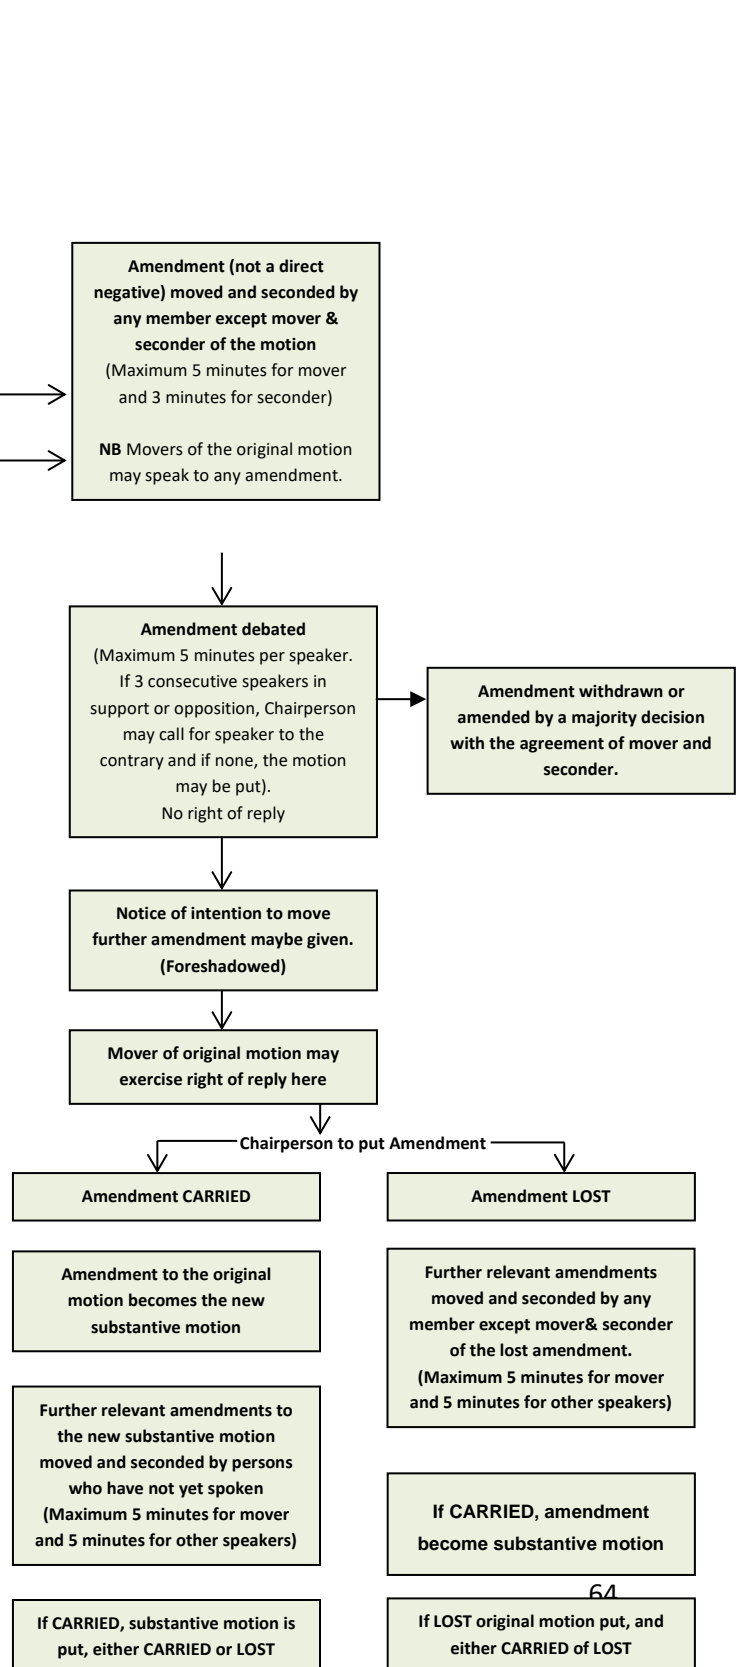 Amendment (not a direct
negative) moved and seconded by
any member except mover &
seconder of the motion
(Maximum 5 minutes for mover
and 3 minutes for seconder)
NB Movers of the original motion
may speak to any amendment.
Amendment debated
(Maximum 5 minutes per speaker.
If 3 consecutive speakers in
support or opposition, Chairperson
may call for speaker to the
contrary and if none, the motion
may be put).
No right of reply
Amendment withdrawn or
amended by a majority decision
with the agreement of mover and
seconder.
Notice of intention to move
further amendment maybe given.
(Foreshadowed)
Mover of original motion may
exercise right of reply here
Chairperson to put Amendment
Amendment CARRIED
Amendment to the original
motion becomes the new
substantive motion
Further relevant amendments to
the new substantive motion
moved and seconded by persons
who have not yet spoken
(Maximum 5 minutes for mover
and 5 minutes for other speakers)
If CARRIED, substantive motion is
put, either CARRIED or LOST
Amendment LOST
Further relevant amendments
moved and seconded by any
member except mover& seconder
of the lost amendment.
(Maximum 5 minutes for mover
and 5 minutes for other speakers)
If CARRIED, amendment
become substantive motion
64
If LOST original motion put, and
either CARRIED of LOST